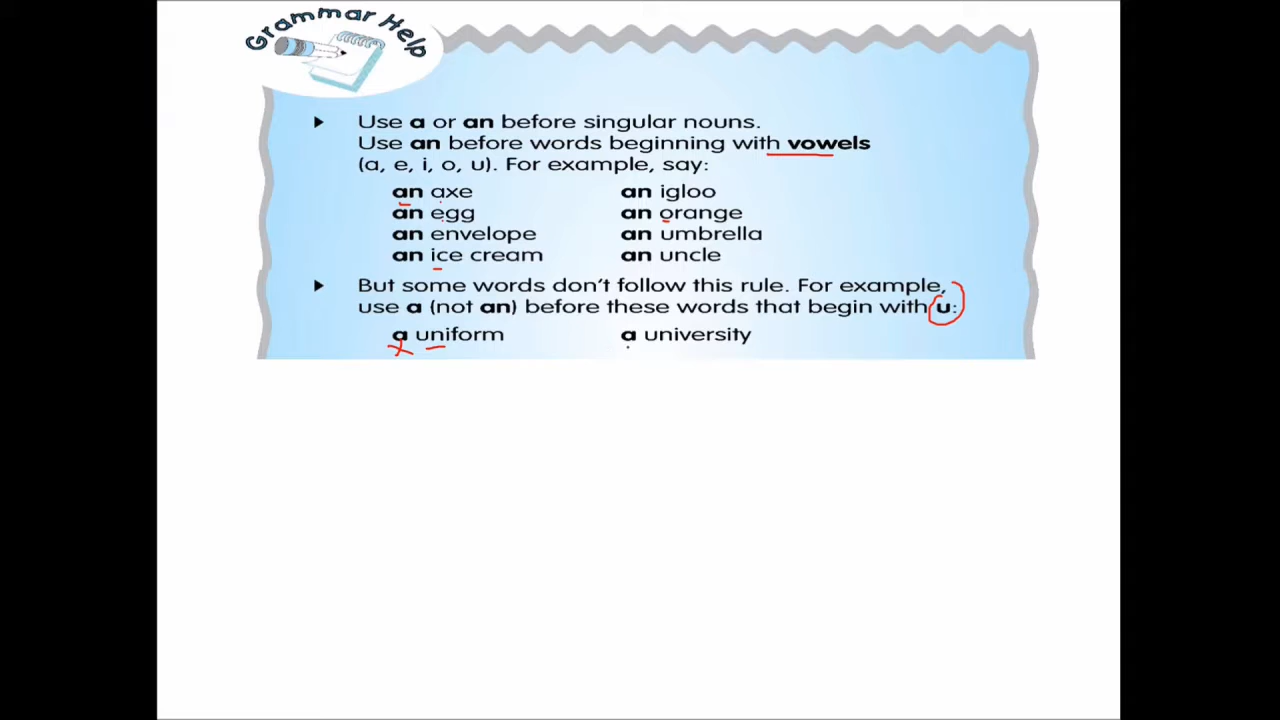 Grammar Help
Use a or an before singular nouns.
Use an before words beginning with vowels
(a, e, i, o, u). For example, say:
an axe an igloo
an egg an orange
an envelope an umbrella
an ice cream an uncle
But some words don't follow this rule. For example,
use a (not an) before these words that begin with u:
a uniform a university